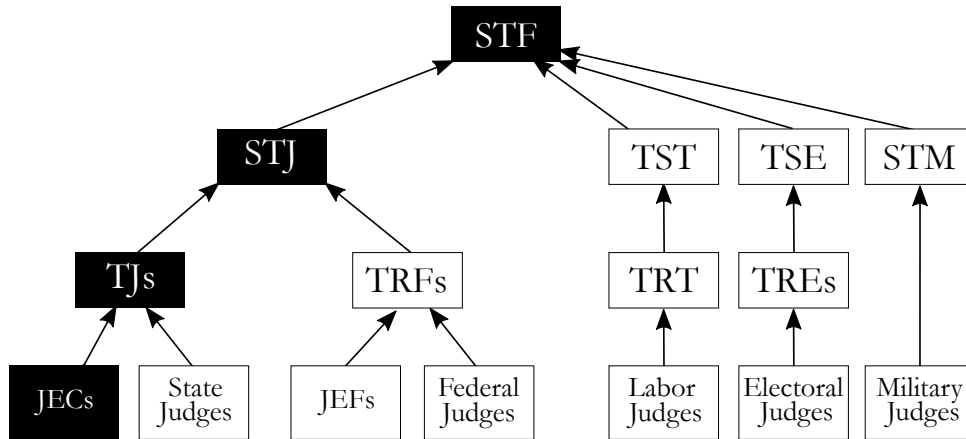 STF
STJ
TST
TSE
STM
TJs
TRFs
TRT
TREs
JECs
State
Judges
JEFs
Federal
Judges
Labor
Judges
Electoral
Judges
Military
Judges